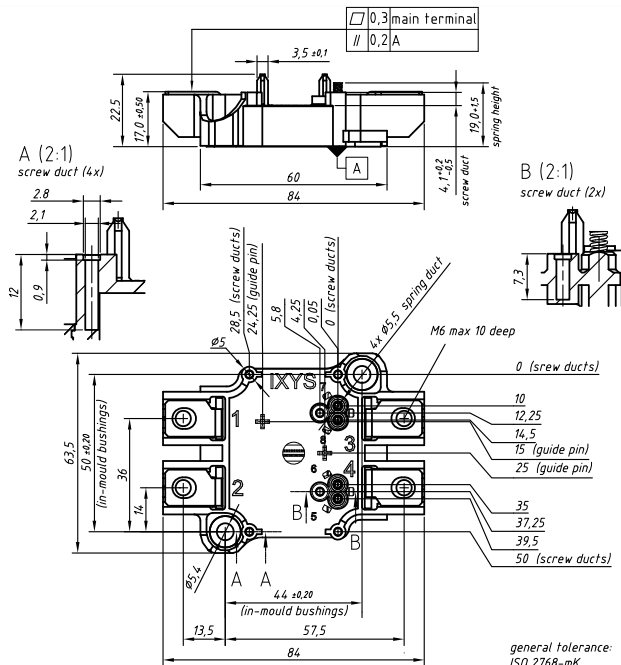 ⏥ 0,3 main terminal
// 0,2 A
3,5 ±0,1
22.5
17,0 ±0,50
19,0+1,5
spring height
4,1 +0,2 -0,5
screw duct
A
60
84
A (2:1)
screw duct (4x)
2.8
2,1
12
0,9
B (2:1)
screw duct (2x)
7,3
28,5 (screw ducts)
24,25 (guide pin)
5,8
4,25
0,05
0 (screw ducts)
4x Ø5,5 spring duct
M6 max 10 deep
Ø5
0 (srew ducts)
IXYS
7
10
12,25
14,5
15 (guide pin)
25 (guide pin)
1
3
8
2
4
6
5
B
B
35
37,25
39,5
50 (screw ducts)
63,5
50 ±0,20
(in-mould bushings)
36
14
Ø5,4
A
A
44 ±0,20
(in-mould bushings)
13,5
57,5
84
general tolerance:
ISO 2768-mK